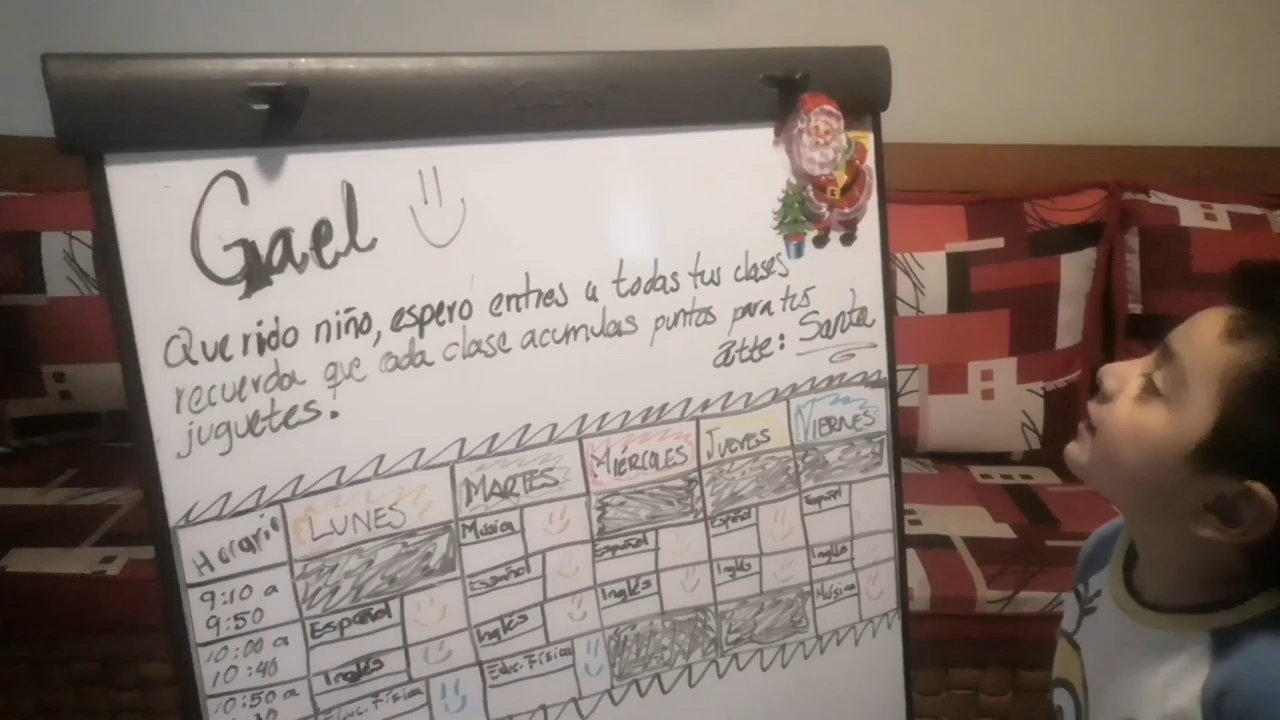 Gael
Querido niño, espero entres a todas tus clases
recuerda que cada clase acumulas puntos para tus
juguetes.
atte: Santa
Horario LUNES MARTES MIÉRCOLES JUEVES VIERNES
9:10 a 9:50 Música
10:00 a 10:40 Español Español Español Español Español
10:50 a Inglés Inglés Inglés Inglés Inglés
Educ. Física Educ. Física Música